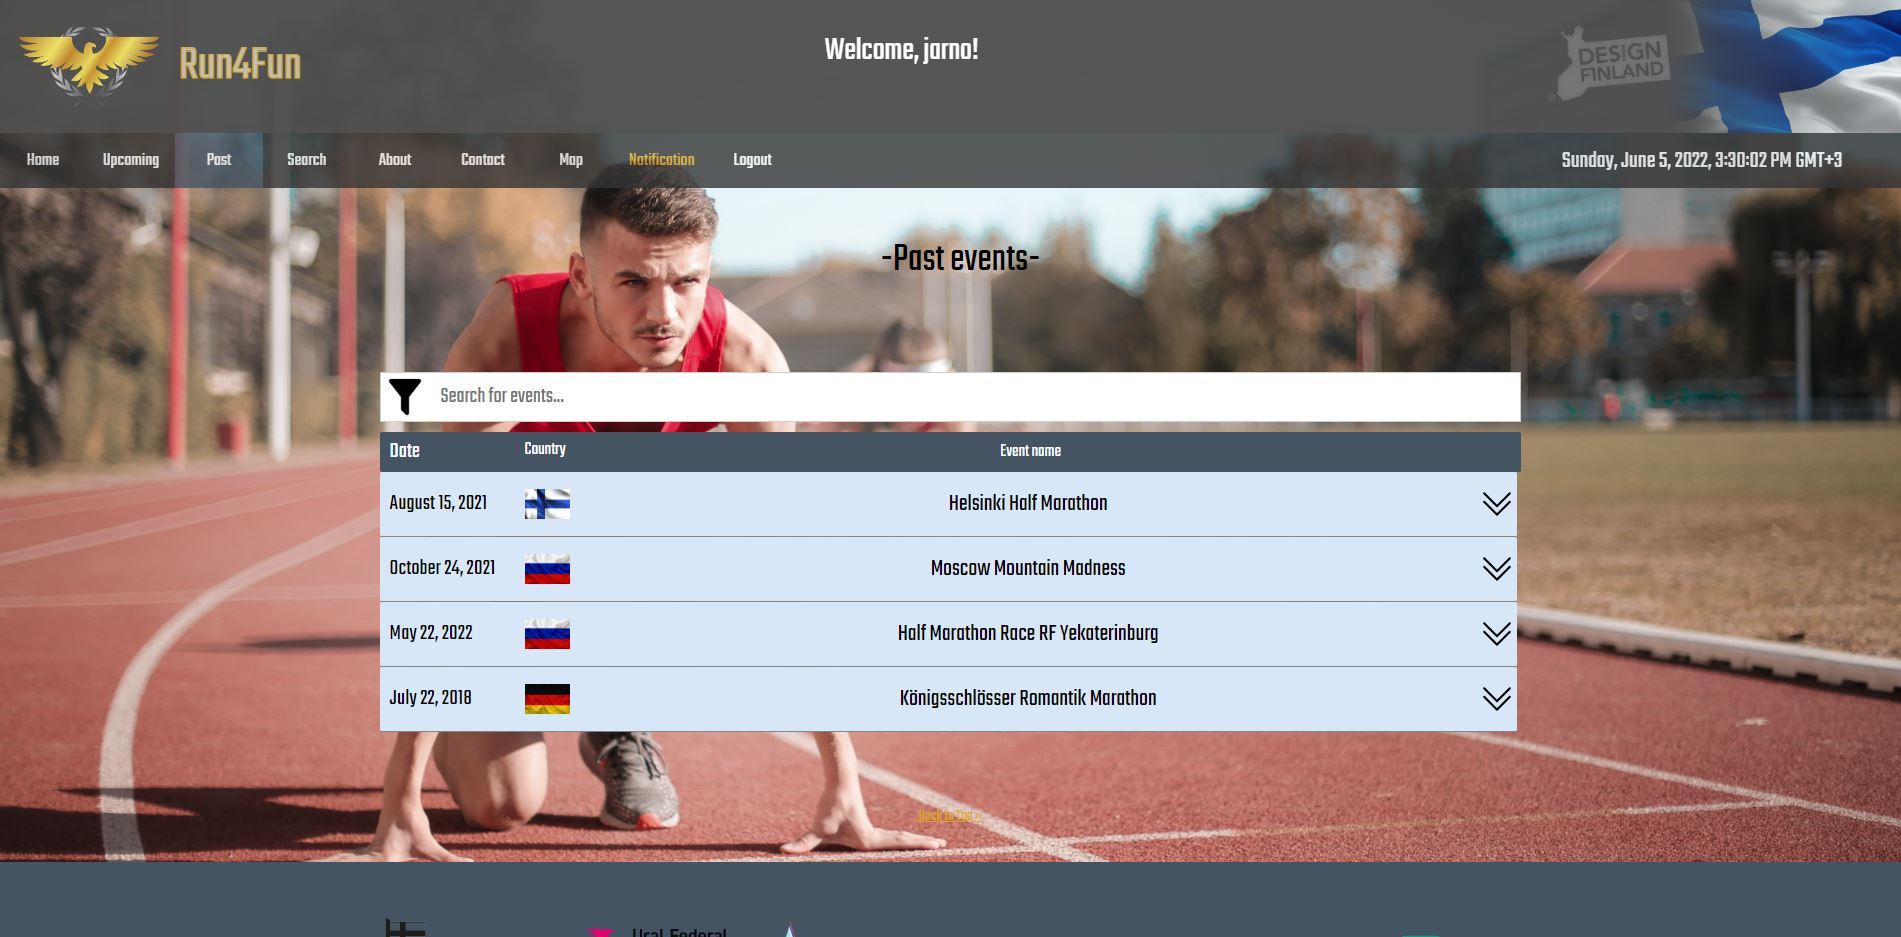 Run4Fun
Welcome, jarno!
DESIGN
FROM
FINLAND
Home Upcoming Past Search About Contact Map Notification Logout
Sunday, June 5, 2022, 3:30:02 PM GMT+3
-Past events-
Search for events...
Date Country Event name
August 15, 2021 Helsinki Half Marathon
October 24, 2021 Moscow Mountain Madness
May 22, 2022 Half Marathon Race RF Yekaterinburg
July 22, 2018 Königsschlösser Romantik Marathon
Back to Top
Ural Federal